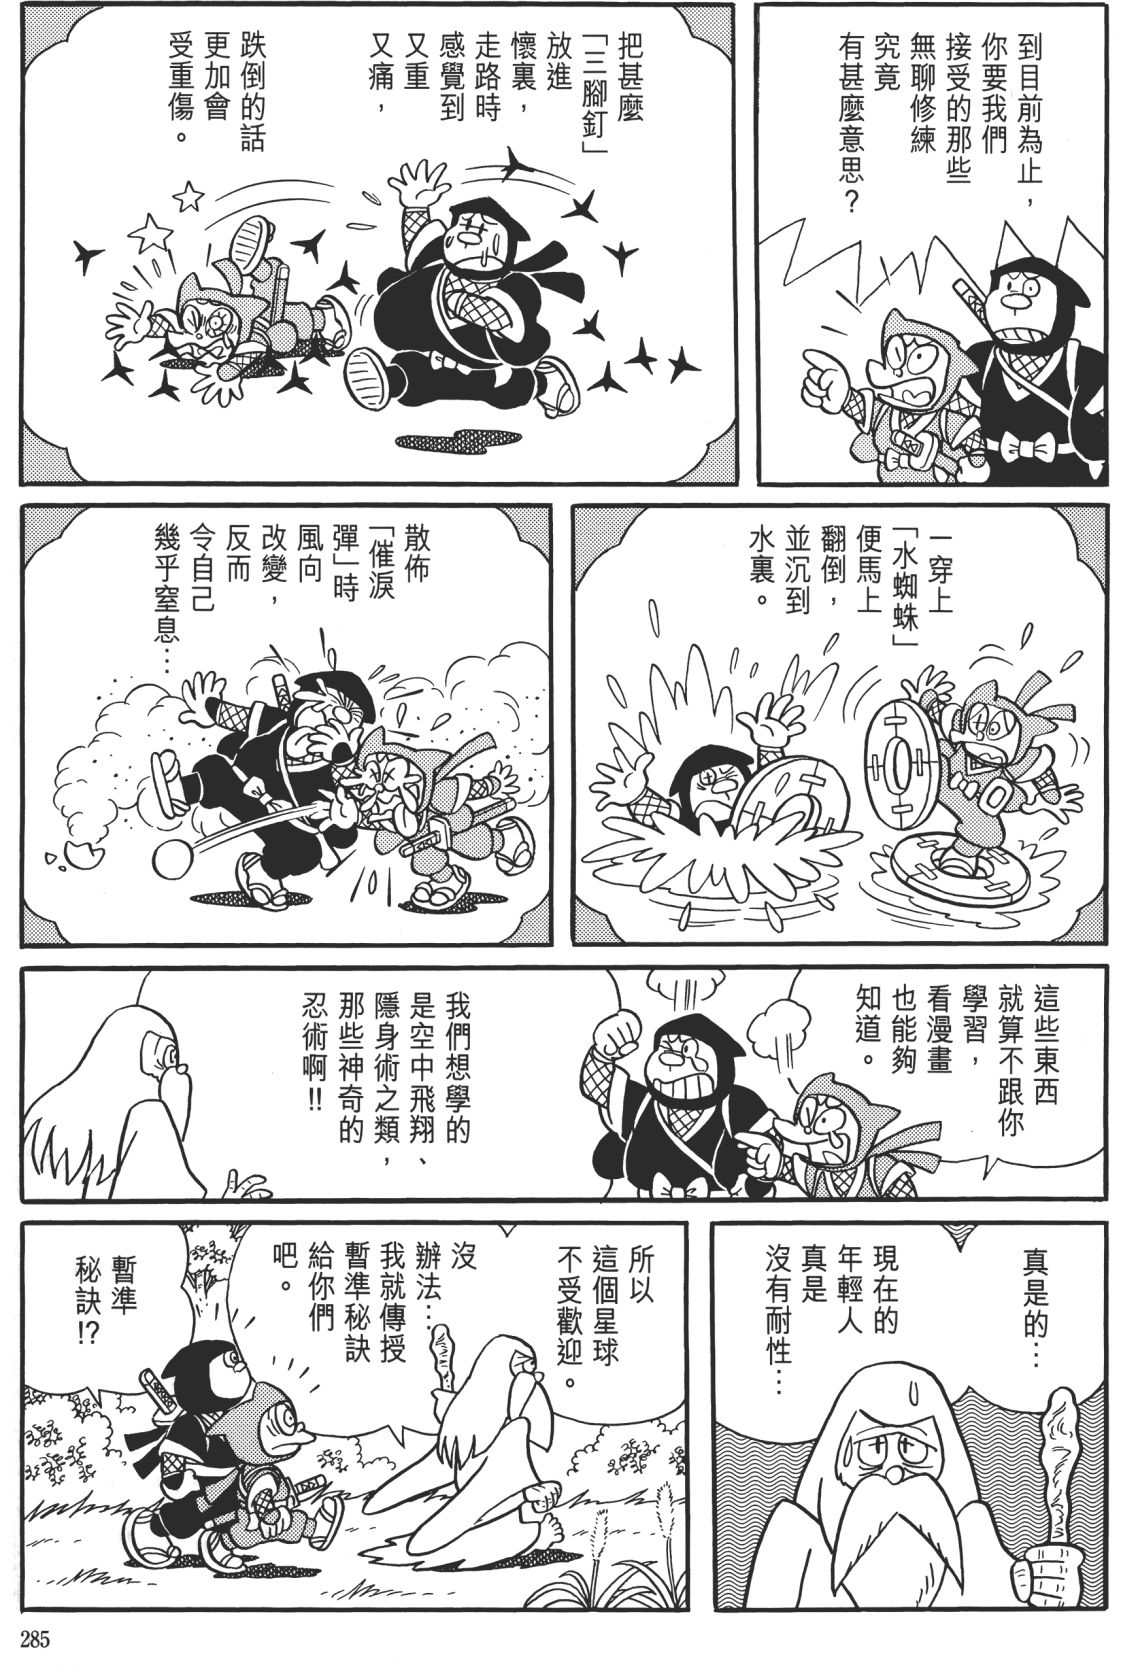 到目前為止，
你要我們
接受的那些
無聊修練
究竟
有甚麼意思？
把甚麼
「三腳釘」
放進
懷裏，
走路時
感覺到
又重
又痛，
跌倒的話
更加會
受重傷。
一穿上
「水蜘蛛」
便馬上
翻倒，
並沉到
水裏。
散佈
「催淚
彈」時
風向
改變，
反而
令自己
幾乎窒息…
這些東西
就算不跟你
學習，
看漫畫
也能夠
知道。
我們想學的
是空中飛翔、
隱身術之類，
那些神奇的
忍術啊!!
真是的…
現在的
年輕人
真是
沒有耐性…
所以
這個星球
不受歡迎。
沒
辦法…
我就傳授
暫準秘訣
給你們
吧。
暫準
秘訣!?
285